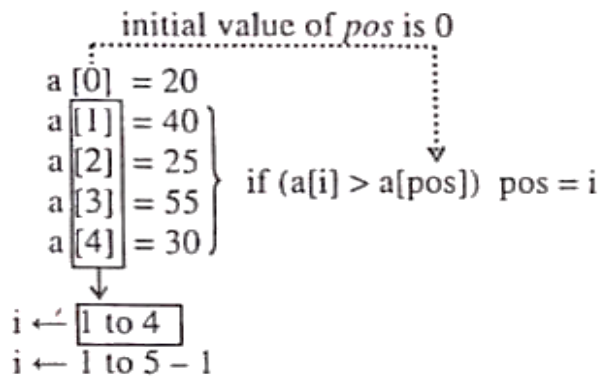 initial value of pos is 0
a [0] = 20
a [1] = 40
a [2] = 25
a [3] = 55
a [4] = 30
if (a[i] > a[pos]) pos = i
i ← 1 to 4
i ← 1 to 5 – 1